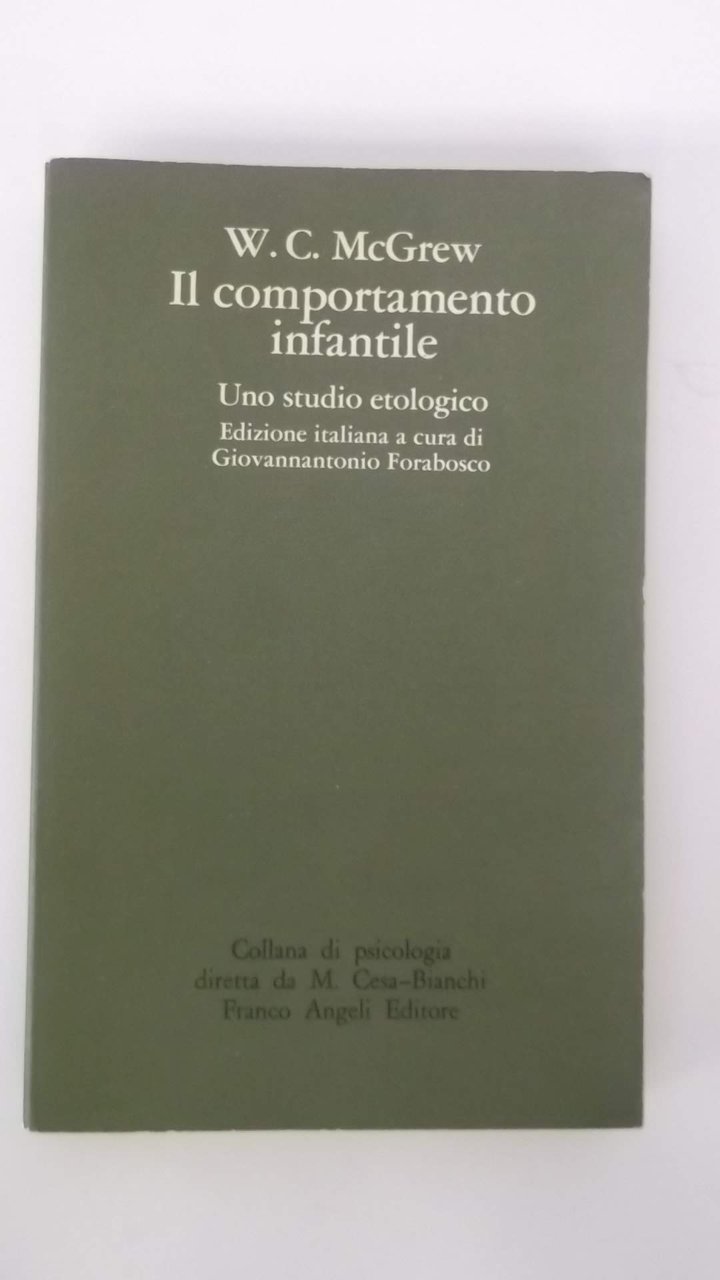 W. C. McGrew
Il comportamento
infantile
Uno studio etologico
Edizione italiana a cura di
Giovannantonio Forabosco
Collana di psicologia
diretta da M. Cesa-Bianchi
Franco Angeli Editore